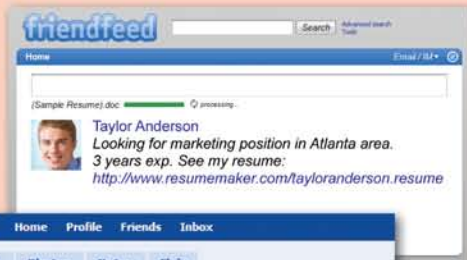 friendfeed
Search
Advanced search
Tools
Home
Email / IM
(Sample Resume).doc
processing...
Taylor Anderson
Looking for marketing position in Atlanta area.
3 years exp. See my resume:
http://www.resumemaker.com/tayloranderson.resume
Home Profile Friends Inbox